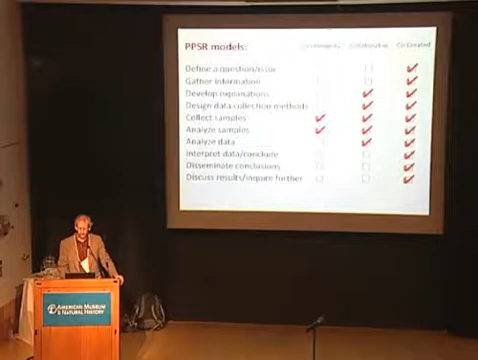 PPSR models: Contributory Collaborative Co-Created
Define a question/issue
Gather information
Develop explanations
Design data collection methods
Collect samples
Analyze samples
Analyze data
Interpret data/conclude
Disseminate conclusions
Discuss results/inquire further
AMERICAN MUSEUM
& NATURAL HISTORY